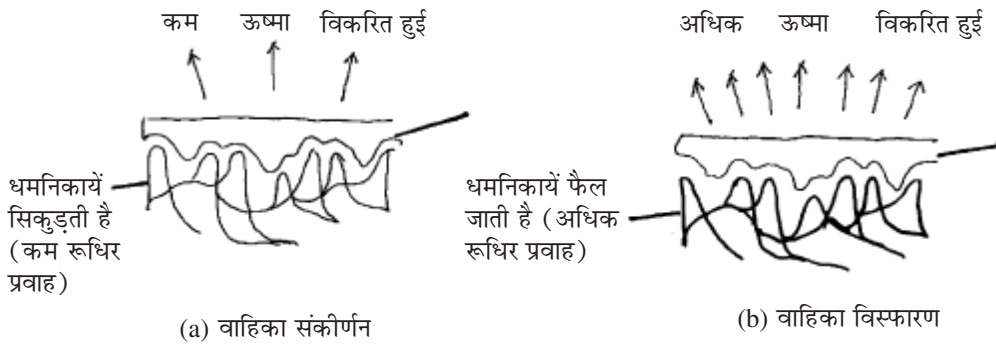 कम ऊष्मा विकरित हुई
धमनिकायें
सिकुड़ती है
(कम रूधिर
प्रवाह)
(a) वाहिका संकीर्णन
अधिक ऊष्मा विकरित हुई
धमनिकायें फैल
जाती है (अधिक
रूधिर प्रवाह)
(b) वाहिका विस्फारण